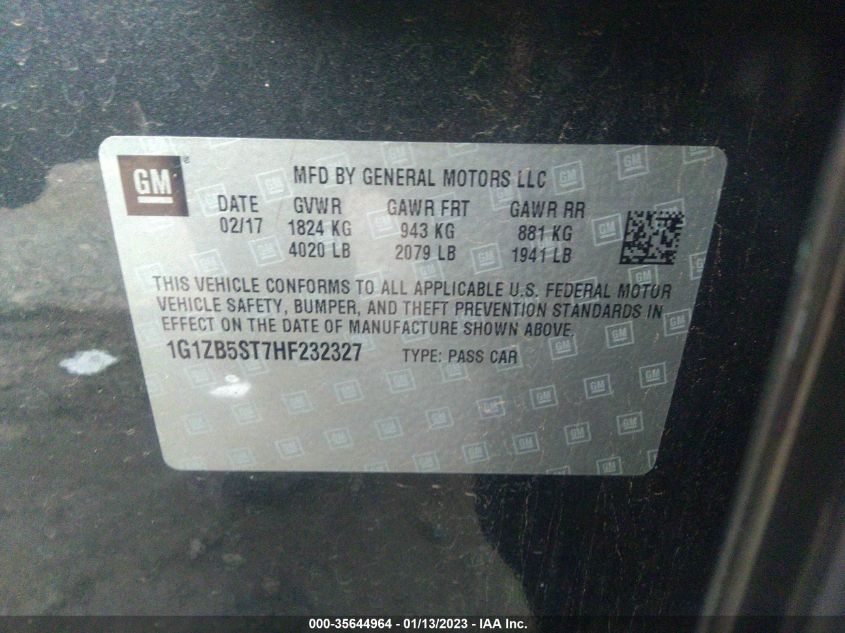 GM ®
MFD BY GENERAL MOTORS LLC
DATE GVWR GAWR FRT GAWR RR
02/17 1824 KG 943 KG 881 KG
4020 LB 2079 LB 1941 LB
THIS VEHICLE CONFORMS TO ALL APPLICABLE U.S. FEDERAL MOTOR
VEHICLE SAFETY, BUMPER, AND THEFT PREVENTION STANDARDS IN
EFFECT ON THE DATE OF MANUFACTURE SHOWN ABOVE.
1G1ZB5ST7HF232327 TYPE: PASS CAR
000-35644964 - 01/13/2023 - IAA Inc.